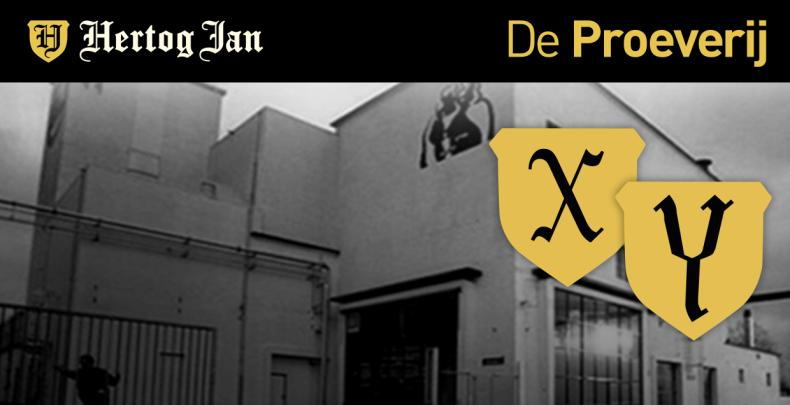 H Hertog Jan
De Proeverij
X
Y